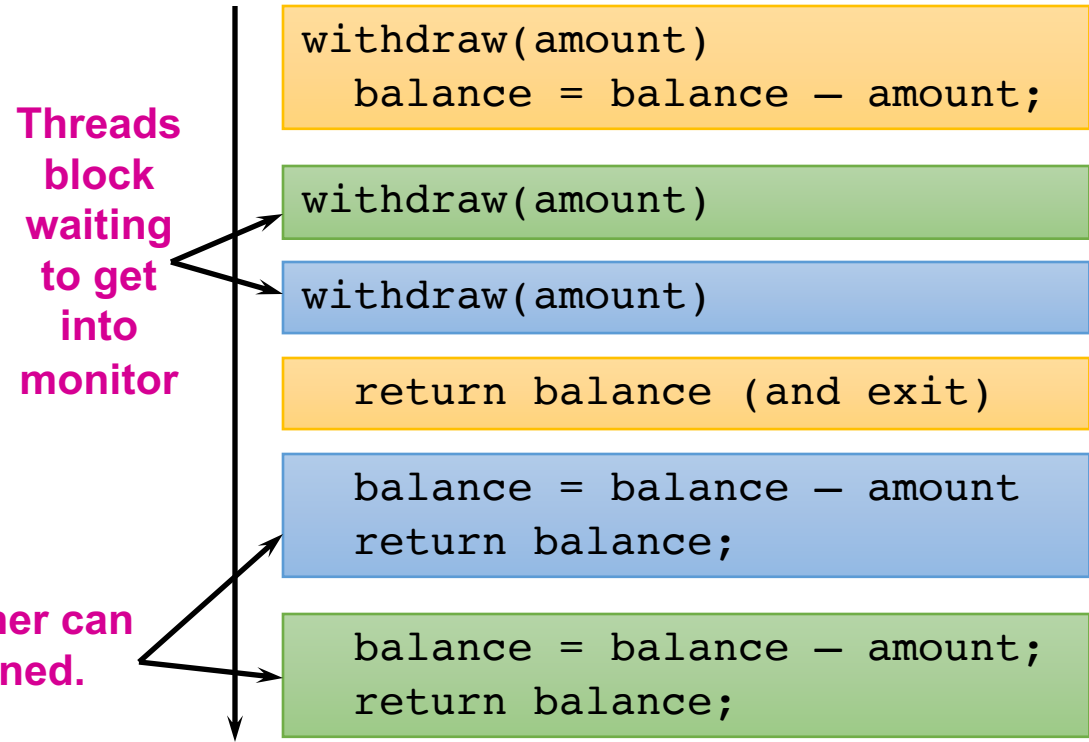 withdraw(amount)
balance = balance – amount;
Threads
block
waiting
to get
into
monitor
withdraw(amount)
withdraw(amount)
return balance (and exit)
balance = balance – amount
return balance;
can
balance = balance – amount;
return balance;